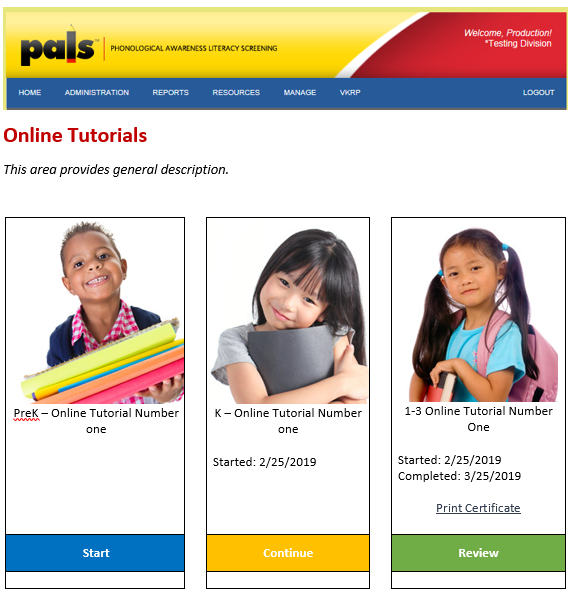 pals™ PHONOLOGICAL AWARENESS LITERACY SCREENING
Welcome, Production!
*Testing Division
HOME ADMINISTRATION REPORTS RESOURCES MANAGE VKRP LOGOUT
Online Tutorials
This area provides general description.
PreK – Online Tutorial Number
one
Start
K – Online Tutorial Number
one
Started: 2/25/2019
Continue
1-3 Online Tutorial Number
One
Started: 2/25/2019
Completed: 3/25/2019
Print Certificate
Review